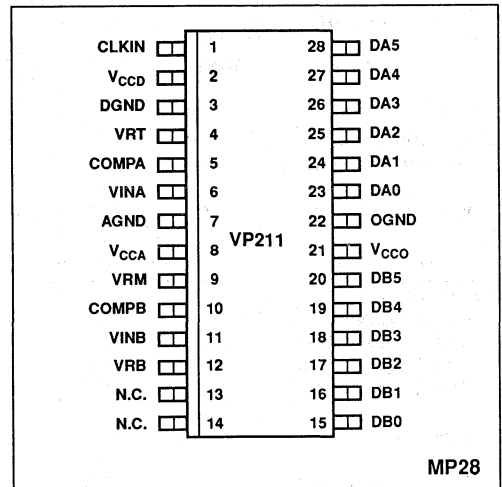 CLKIN 1 28 DA5
VCCD 2 27 DA4
DGND 3 26 DA3
VRT 4 25 DA2
COMPA 5 24 DA1
VINA 6 23 DA0
AGND 7 22 OGND
VP211
VCCA 8 21 VCCO
VRM 9 20 DB5
COMPB 10 19 DB4
VINB 11 18 DB3
VRB 12 17 DB2
N.C. 13 16 DB1
N.C. 14 15 DB0
MP28